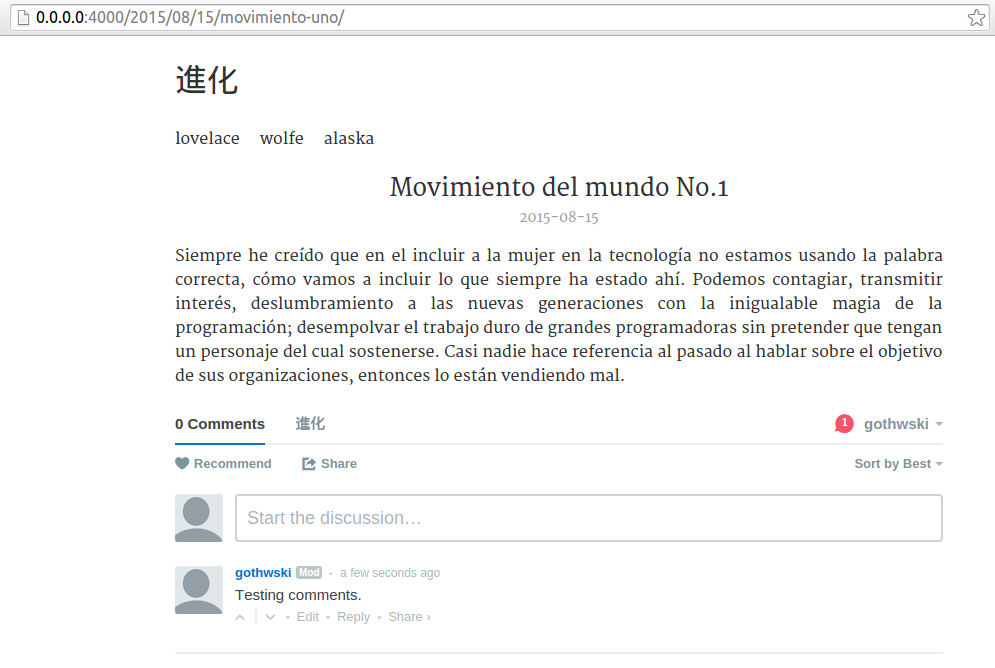 0.0.0.0:4000/2015/08/15/movimiento-uno/
進化
lovelace wolfe alaska
Movimiento del mundo No.1
2015-08-15
Siempre he creído que en el incluir a la mujer en la tecnología no estamos usando la palabra
correcta, cómo vamos a incluir lo que siempre ha estado ahí. Podemos contagiar, transmitir
interés, deslumbramiento a las nuevas generaciones con la inigualable magia de la
programación; desempolvar el trabajo duro de grandes programadoras sin pretender que tengan
un personaje del cual sostenerse. Casi nadie hace referencia al pasado al hablar sobre el objetivo
de sus organizaciones, entonces lo están vendiendo mal.
0 Comments 進化 1 gothwski
Recommend Share Sort by Best
Start the discussion…
gothwski Mod • a few seconds ago
Testing comments.
• Edit • Reply • Share ›